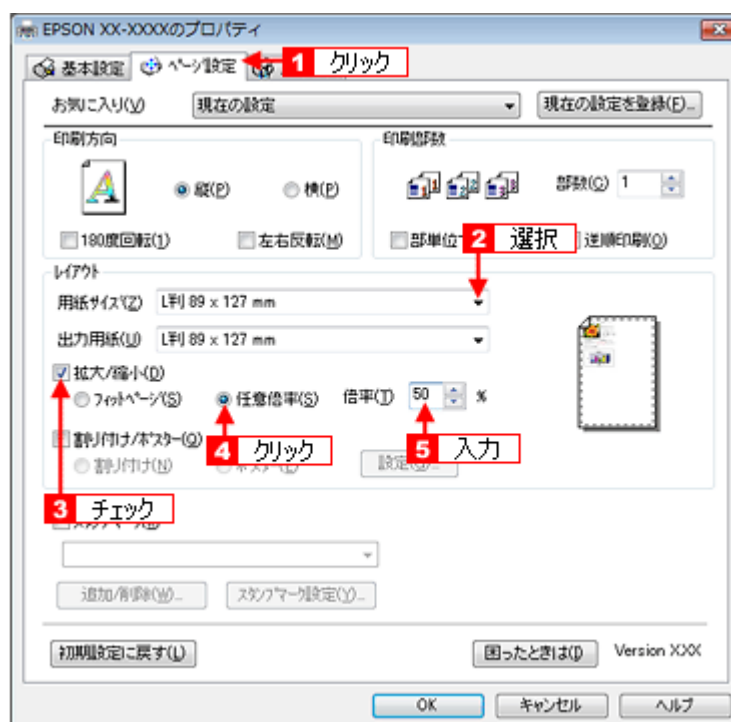 EPSON XX-XXXXのプロパティ
基本設定 ページ設定 1 クリック
お気に入り(V) 現在の設定 現在の設定を登録(F)...
印刷方向 印刷部数
縦(P) 横(P) 部数(C) 1
180度回転(1) 左右反転(M) 部単位 2 選択 逆順印刷(O)
レイアウト
用紙サイズ(Z) L判 89 x 127 mm
出力用紙(U) L判 89 x 127 mm
拡大/縮小(D)
フィットページ(S) 任意倍率(S) 倍率(T) 50 %
割り付け/ポスター(Q) 4 クリック 5 入力
割り付け(N) 設定
3 チェック
追加/削除(W)... スタンプマーク設定(Y)...
初期設定に戻す(L) 困ったときは(I) Version X.XX
OK キャンセル ヘルプ